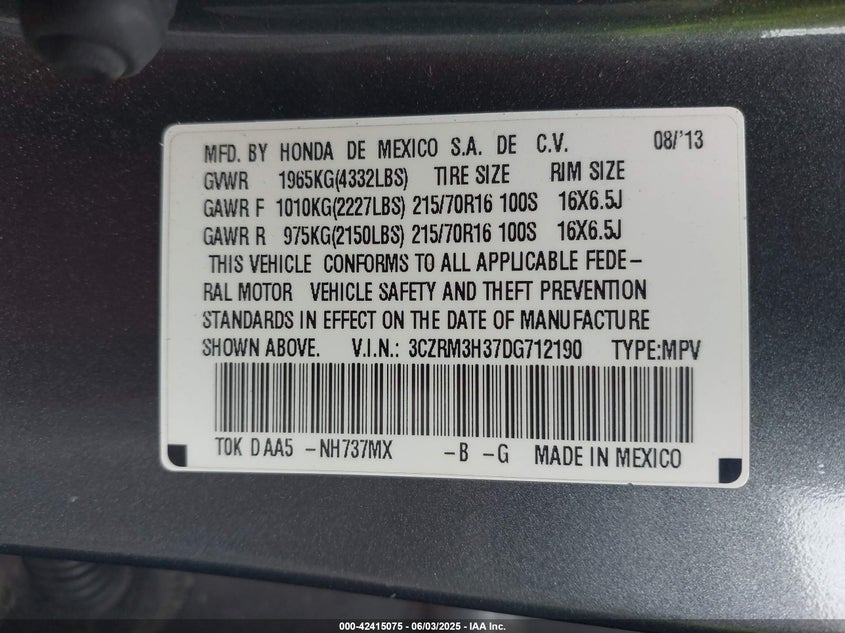 MFD. BY HONDA DE MEXICO S.A. DE C.V. 08/'13
GVWR 1965KG(4332LBS) TIRE SIZE RIM SIZE
GAWR F 1010KG(2227LBS) 215/70R16 100S 16X6.5J
GAWR R 975KG(2150LBS) 215/70R16 100S 16X6.5J
THIS VEHICLE CONFORMS TO ALL APPLICABLE FEDE-
RAL MOTOR VEHICLE SAFETY AND THEFT PREVENTION
STANDARDS IN EFFECT ON THE DATE OF MANUFACTURE
SHOWN ABOVE. V.I.N.: 3CZRM3H37DG712190 TYPE:MPV
T0K D AA5 -NH737MX -B -G MADE IN MEXICO
000-42415075 - 06/03/2025 - IAA Inc.